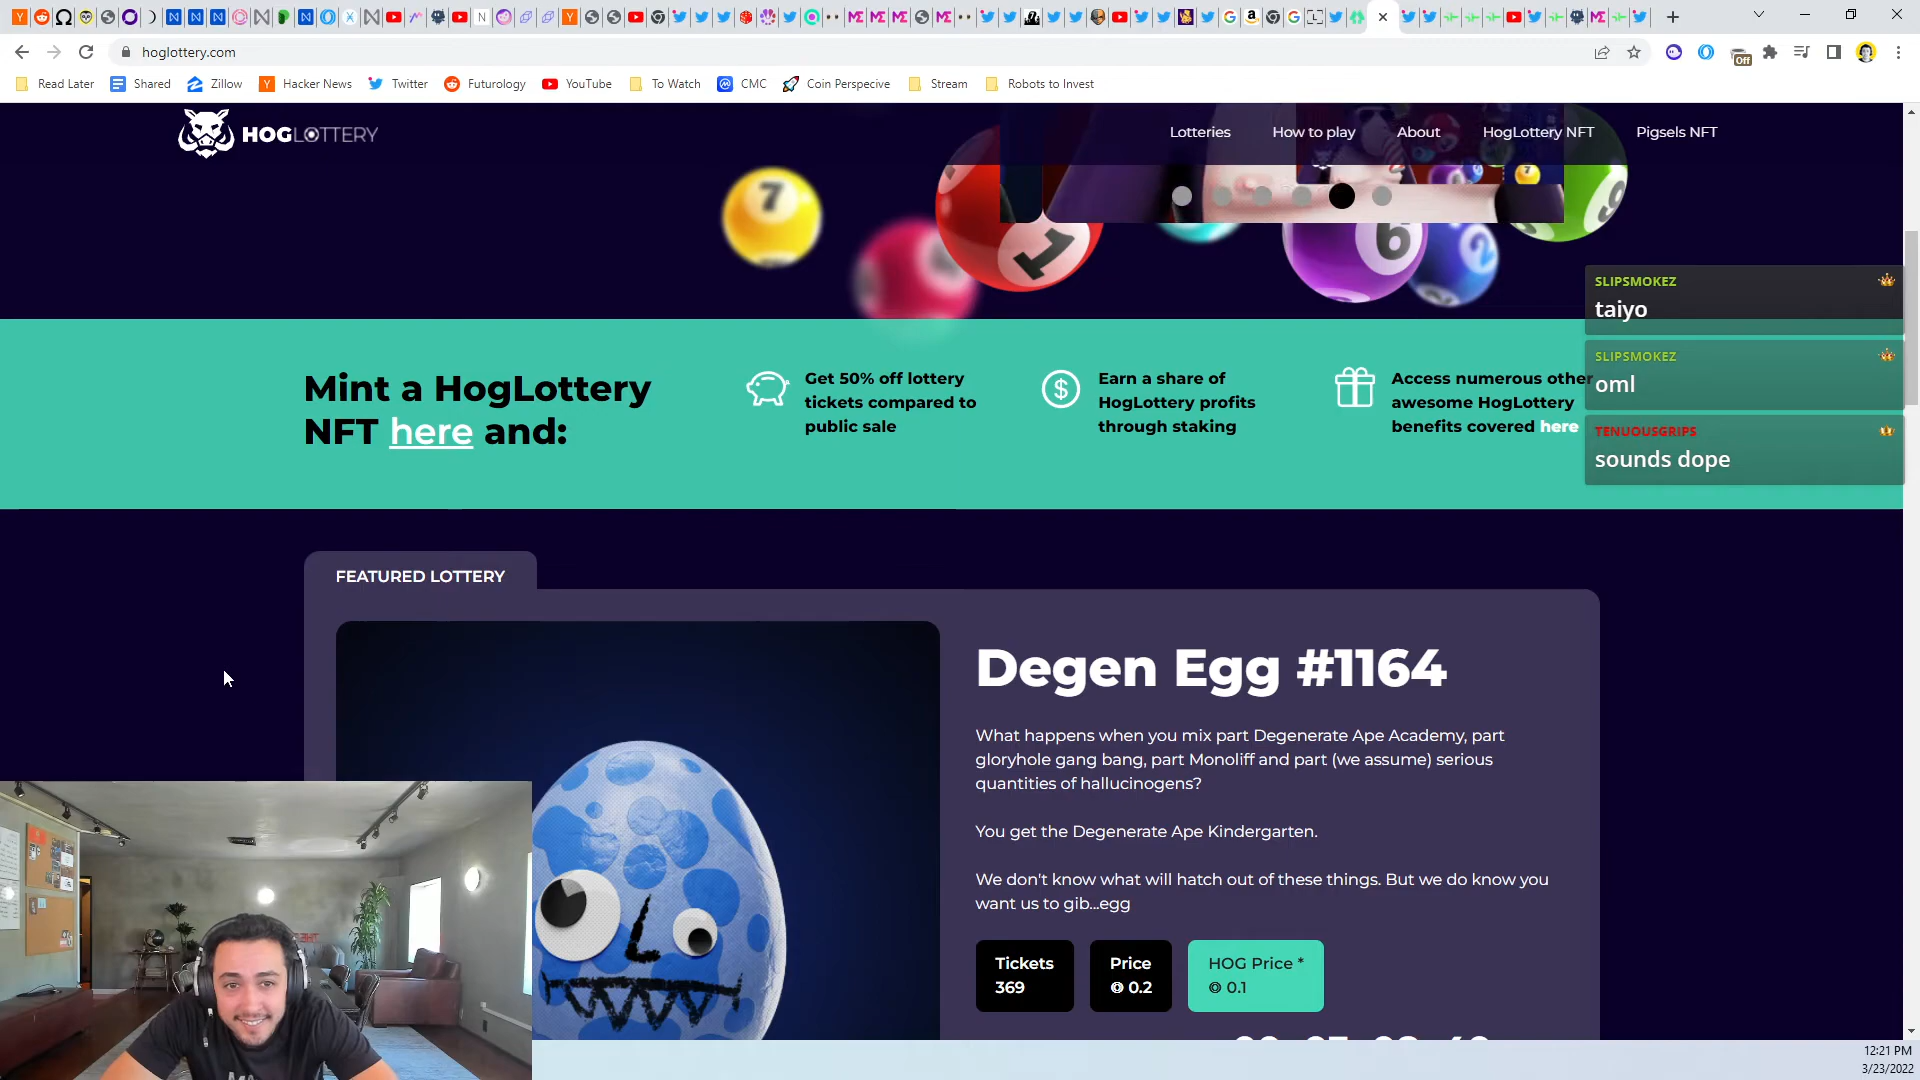 hoglottery.com
Off
Read Later Shared Zillow Hacker News Twitter Futurology YouTube To Watch CMC Coin Perspecive Stream Robots to Invest
HOGLOTTERY
Lotteries How to play About HogLottery NFT Pigsels NFT
7
1
6
2
9
Mint a HogLottery
NFT here and:
Get 50% off lottery
tickets compared to
public sale
Earn a share of
HogLottery profits
through staking
Access numerous other
awesome HogLottery
benefits covered here
SLIPSMOKEZ
taiyo
SLIPSMOKEZ
oml
TENUOUSGRIPS
sounds dope
FEATURED LOTTERY
Degen Egg #1164
What happens when you mix part Degenerate Ape Academy, part
gloryhole gang bang, part Monoliff and part (we assume) serious
quantities of hallucinogens?
You get the Degenerate Ape Kindergarten.
We don't know what will hatch out of these things. But we do know you
want us to gib...egg
Tickets
369
Price
0.2
HOG Price *
0.1
12:21 PM
3/23/2022